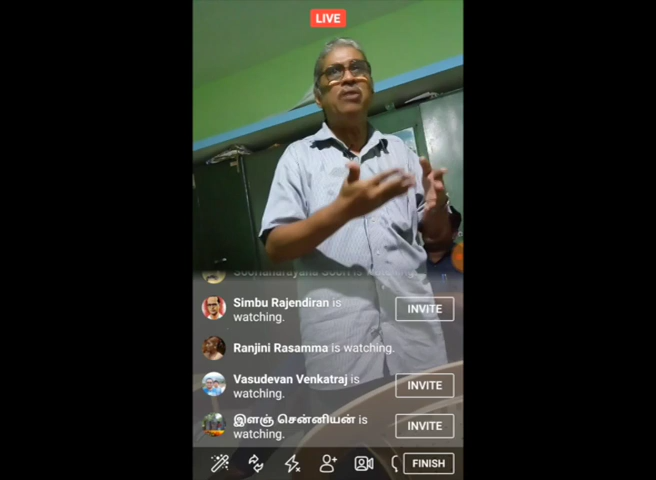 LIVE
Simbu Rajendiran is
watching.
INVITE
Ranjini Rasamma is watching.
Vasudevan Venkatraj is
watching.
INVITE
இளஞ் சென்னியன் is
watching.
INVITE
FINISH